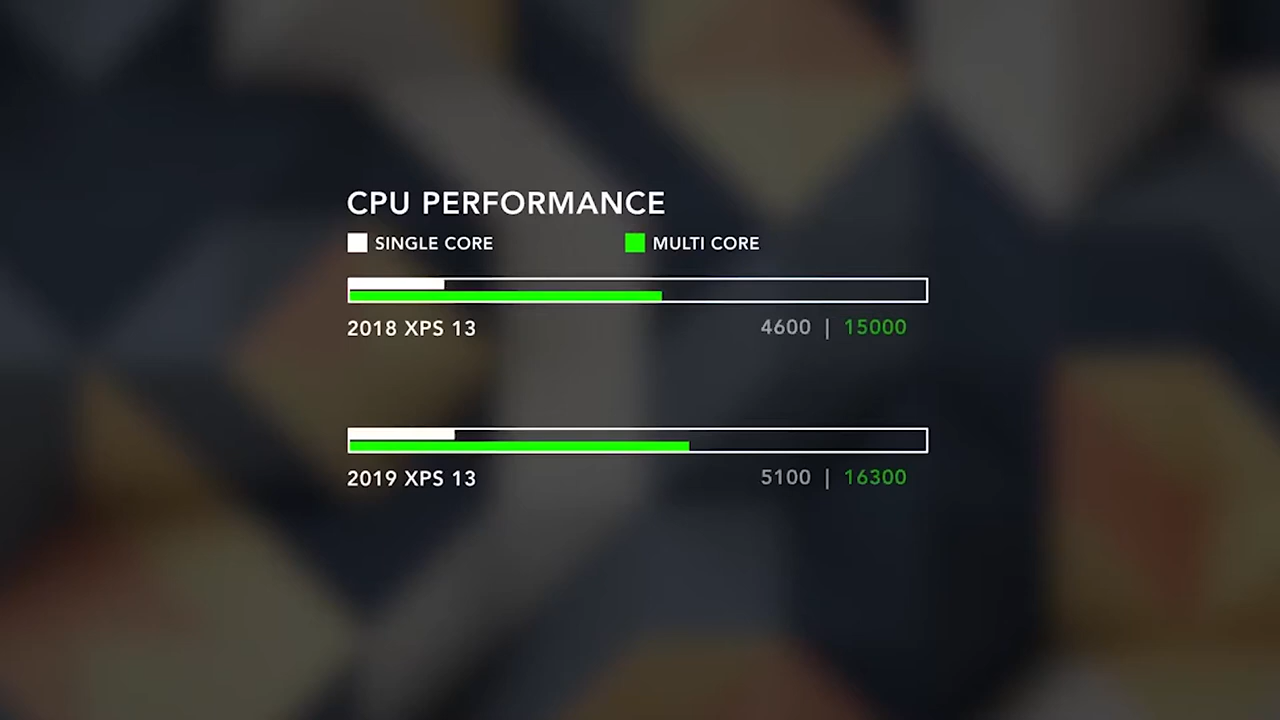 CPU PERFORMANCE
SINGLE CORE MULTI CORE
2018 XPS 13 4600 | 15000
2019 XPS 13 5100 | 16300